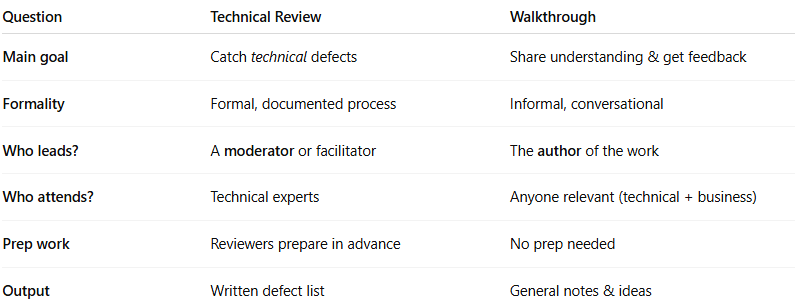 Question Technical Review Walkthrough
Main goal Catch technical defects Share understanding & get feedback
Formality Formal, documented process Informal, conversational
Who leads? A moderator or facilitator The author of the work
Who attends? Technical experts Anyone relevant (technical + business)
Prep work Reviewers prepare in advance No prep needed
Output Written defect list General notes & ideas